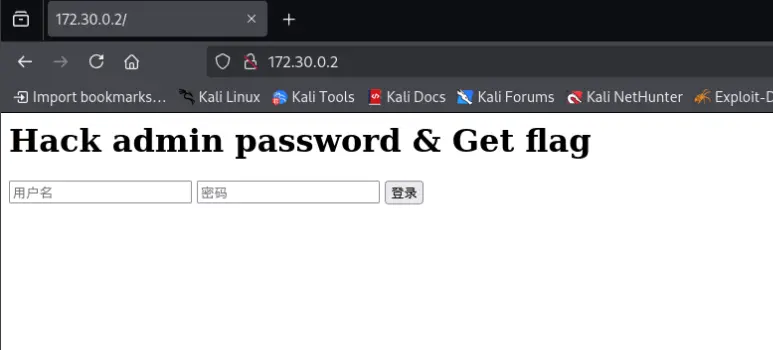 172.30.0.2/
172.30.0.2
Import bookmarks… Kali Linux Kali Tools Kali Docs Kali Forums Kali NetHunter Exploit-D
Hack admin password & Get flag
用户名 密码 登录